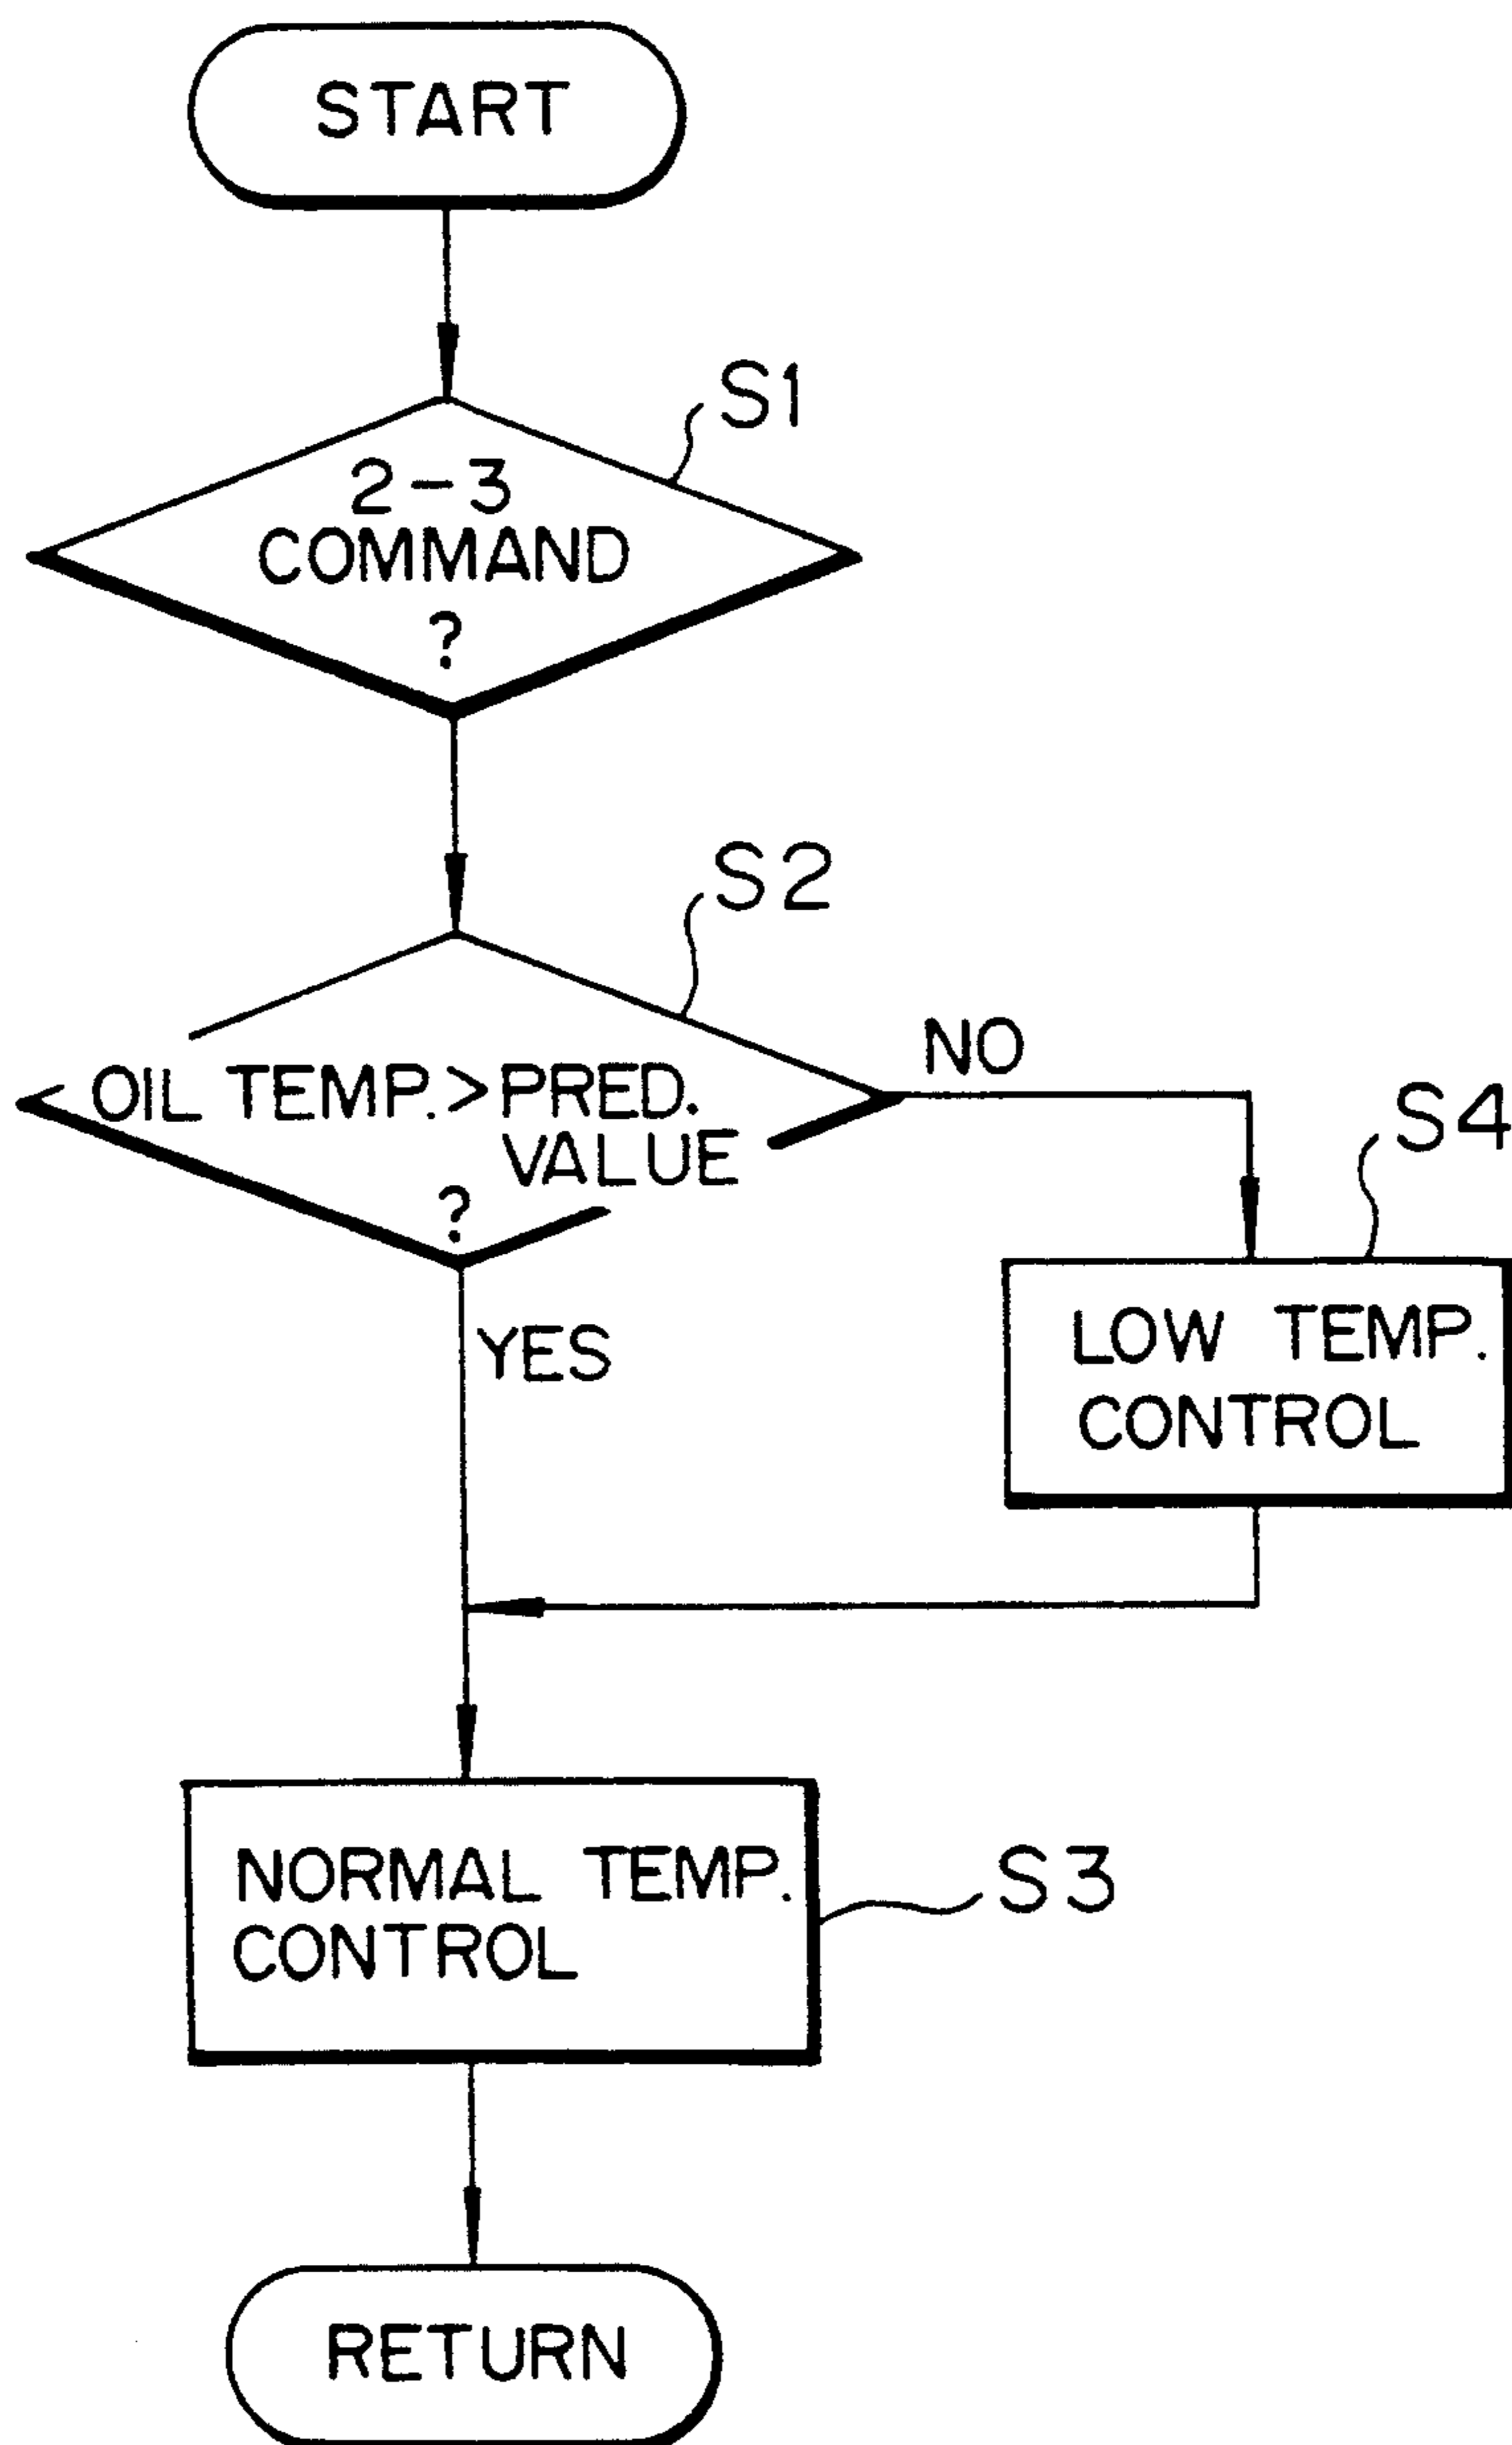 START
S1
2-3
COMMAND
?
S2
OIL TEMP.>PRED.
VALUE
?
NO
YES
S4
LOW TEMP.
CONTROL
NORMAL TEMP.
CONTROL
S3
RETURN